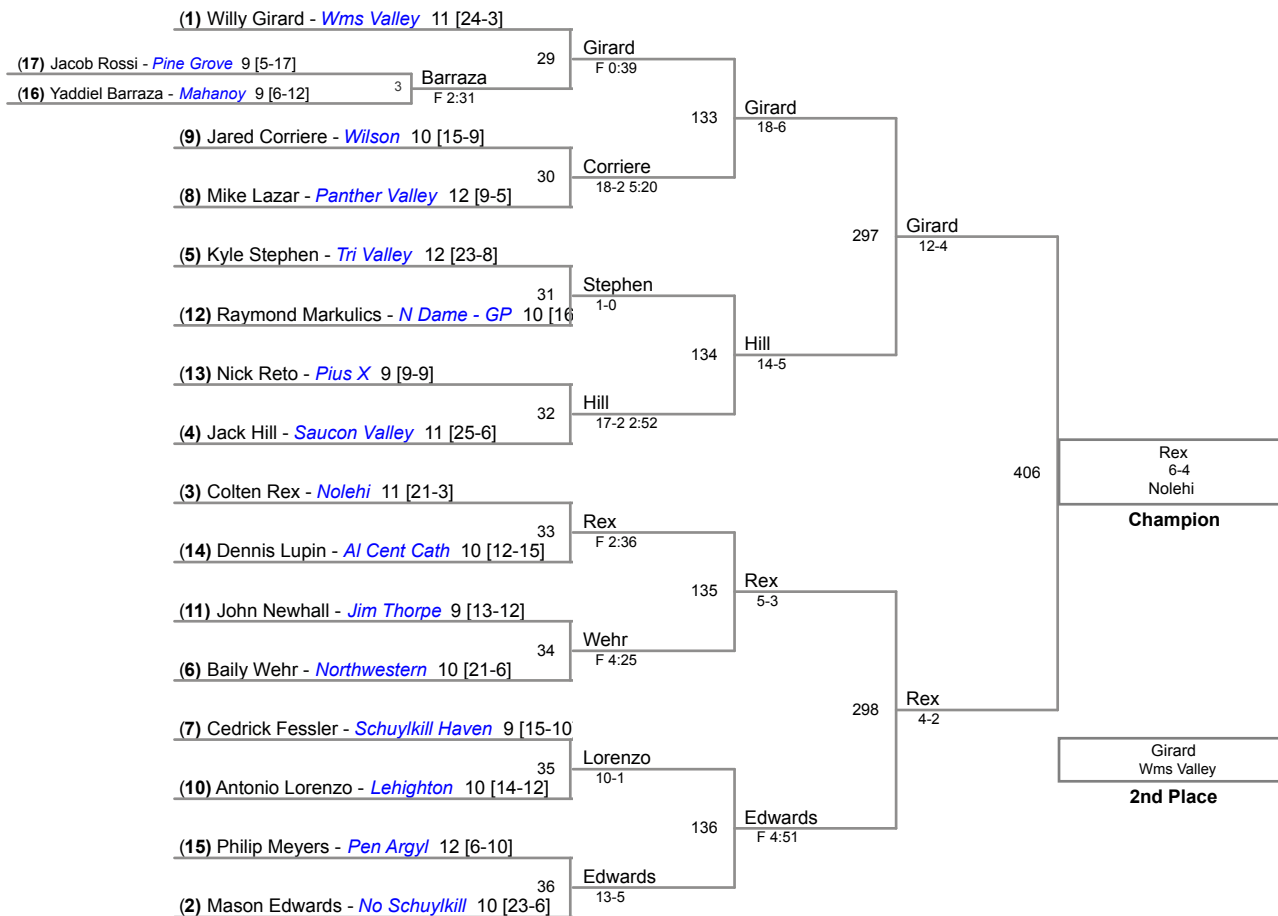 (1) Willy Girard - Wms Valley 11 [24-3]
29
Girard
F 0:39
(17) Jacob Rossi - Pine Grove 9 [5-17]
3
Barraza
F 2:31
(16) Yaddiel Barraza - Mahanoy 9 [6-12]
133
Girard
18-6
(9) Jared Corriere - Wilson 10 [15-9]
30
Corriere
18-2 5:20
(8) Mike Lazar - Panther Valley 12 [9-5]
297
Girard
12-4
(5) Kyle Stephen - Tri Valley 12 [23-8]
31
Stephen
1-0
(12) Raymond Markulics - N Dame - GP 10 [16
134
Hill
14-5
(13) Nick Reto - Pius X 9 [9-9]
32
Hill
17-2 2:52
(4) Jack Hill - Saucon Valley 11 [25-6]
406
Rex
6-4
Nolehi
Champion
(3) Colten Rex - Nolehi 11 [21-3]
33
Rex
F 2:36
(14) Dennis Lupin - Al Cent Cath 10 [12-15]
135
Rex
5-3
(11) John Newhall - Jim Thorpe 9 [13-12]
34
Wehr
F 4:25
(6) Baily Wehr - Northwestern 10 [21-6]
298
Rex
4-2
(7) Cedrick Fessler - Schuylkill Haven 9 [15-10
35
Lorenzo
10-1
(10) Antonio Lorenzo - Lehighton 10 [14-12]
Girard
Wms Valley
2nd Place
136
Edwards
F 4:51
(15) Philip Meyers - Pen Argyl 12 [6-10]
36
Edwards
13-5
(2) Mason Edwards - No Schuylkill 10 [23-6]